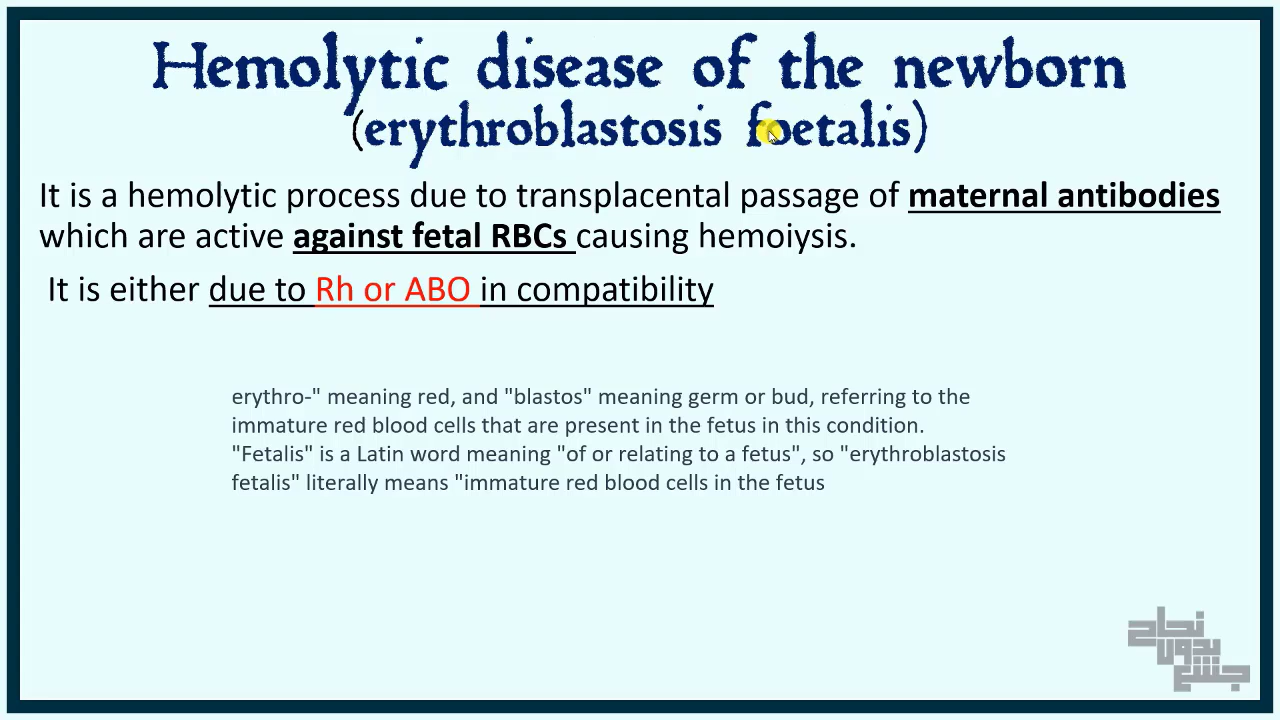 Hemolytic disease of the newborn
(erythroblastosis foetalis)
It is a hemolytic process due to transplacental passage of maternal antibodies
which are active against fetal RBCs causing hemoiysis.
It is either due to Rh or ABO in compatibility
erythro-" meaning red, and "blastos" meaning germ or bud, referring to the
immature red blood cells that are present in the fetus in this condition.
"Fetalis" is a Latin word meaning "of or relating to a fetus", so "erythroblastosis
fetalis" literally means "immature red blood cells in the fetus
نجاح
بدون
جشع